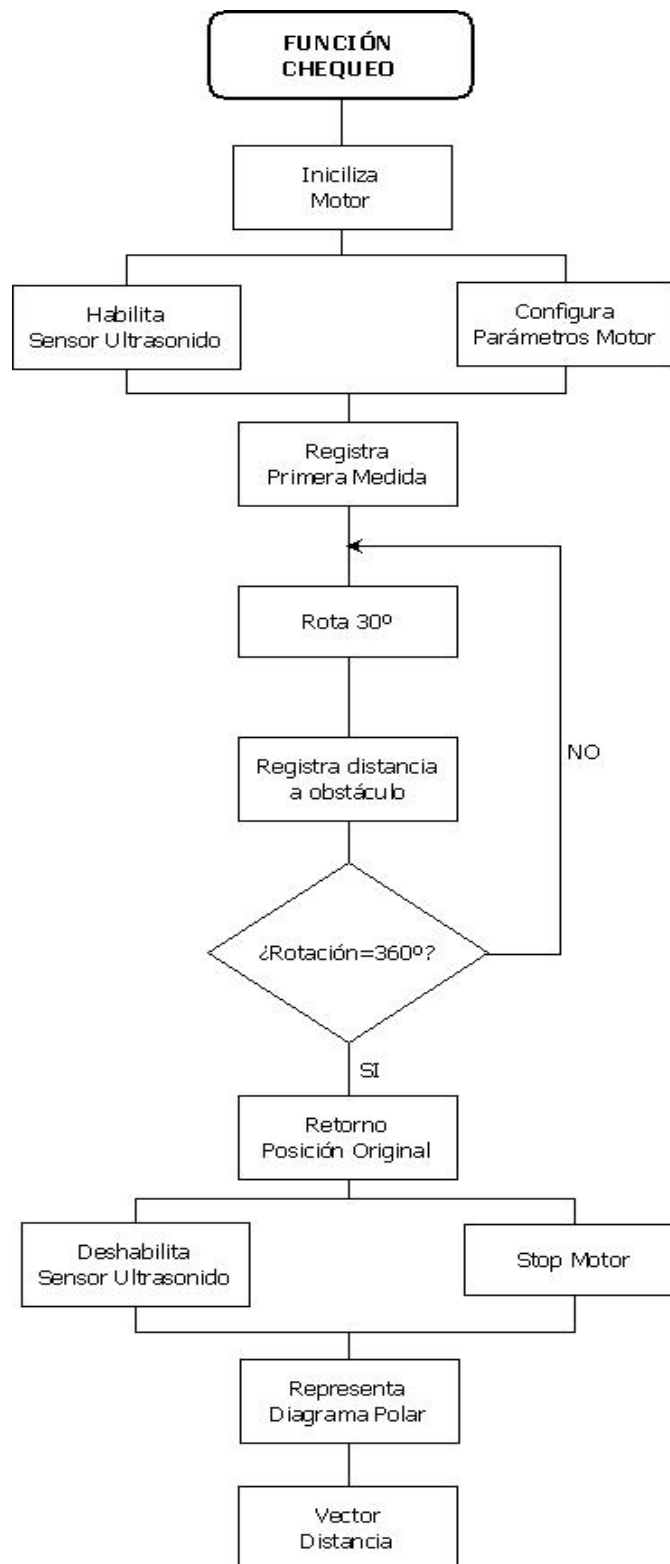 FUNCIÓN
CHEQUEO
Iniciliza
Motor
Habilita
Sensor Ultrasonido
Configura
Parámetros Motor
Registra
Primera Medida
Rota 30º
Registra distancia
a obstáculo
NO
¿Rotación=360º?
SI
Retorno
Posición Original
Deshabilita
Sensor Ultrasonido
Stop Motor
Representa
Diagrama Polar
Vector
Distancia